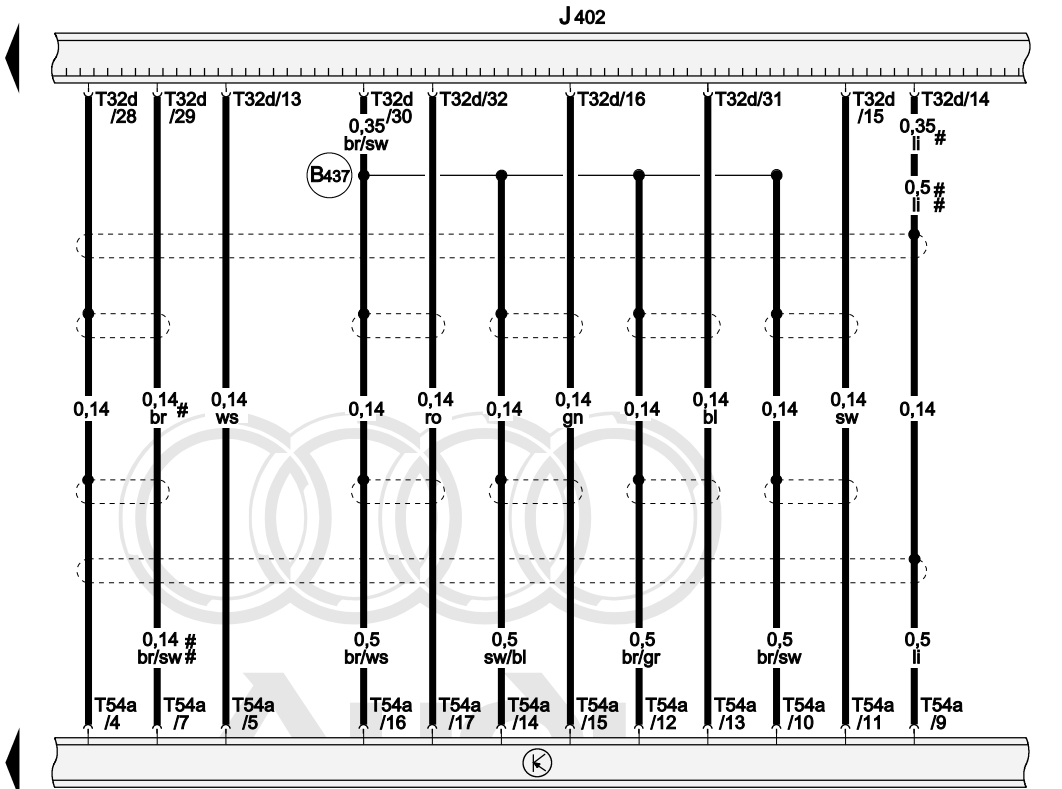 J 402
T32d
/28
T32d
/29
T32d/13
T32d
/30
T32d/32
T32d/16
T32d/31
T32d
/15
T32d/14
0,35
br/sw
0,35 #
li
B437
0,5 #
li #
0,14
0,14 #
br
0,14
ws
0,14
0,14
ro
0,14
0,14
gn
0,14
0,14
bl
0,14
0,14
sw
0,14
0,14 #
br/sw #
0,5
br/ws
0,5
sw/bl
0,5
br/gr
0,5
br/sw
0,5
li
T54a
/4
T54a
/7
T54a
/5
T54a
/16
T54a
/17
T54a
/14
T54a
/15
T54a
/12
T54a
/13
T54a
/10
T54a
/11
T54a
/9
Audi